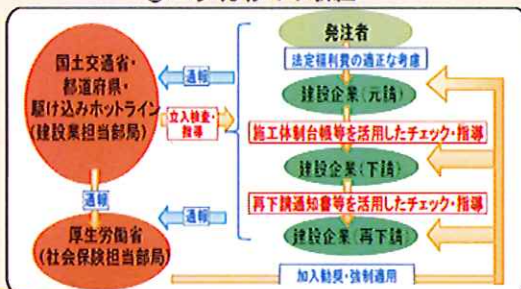 発注者
法定福利費の適正な考慮
建設企業(元請)
施工体制台帳等を活用したチェック・指導
建設企業(下請)
再下請通知書等を活用したチェック・指導
建設企業(再下請)
国土交通省・
都道府県・
駆け込みホットライン
(建設業担当部局)
通報
立入検査・
指導
通報
通報
厚生労働省
(社会保険担当部局)
加入勧奨・強制適用